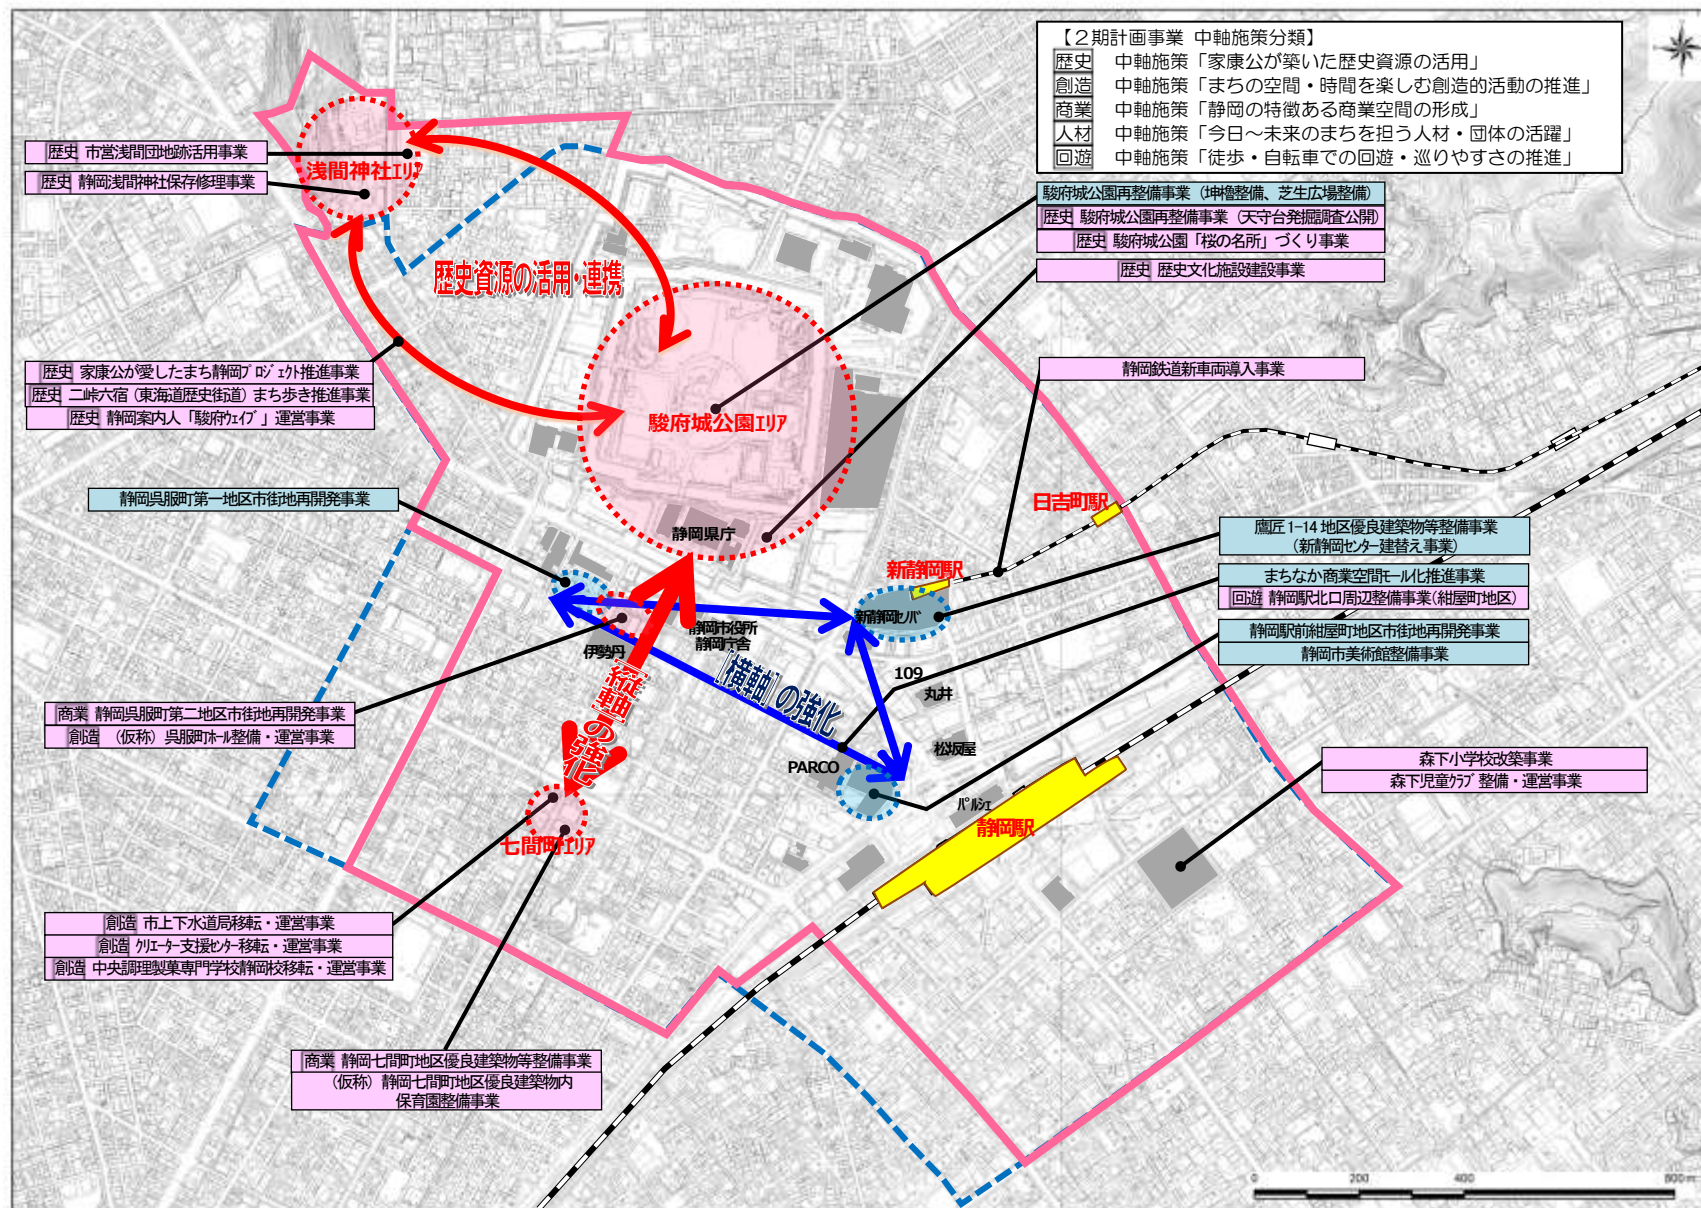 【２期計画事業 中軸施策分類】
歴史 中軸施策「家康公が築いた歴史資源の活用」
創造 中軸施策「まちの空間・時間を楽しむ創造的活動の推進」
商業 中軸施策「静岡の特徴ある商業空間の形成」
人材 中軸施策「今日～未来のまちを担う人材・団体の活躍」
回遊 中軸施策「徒歩・自転車での回遊・巡りやすさの推進」
歴史 市営浅間団地跡活用事業
歴史 静岡浅間神社保存修理事業
浅間神社ｴﾘｱ
駿府城公園再整備事業（坤櫓整備、芝生広場整備）
歴史 駿府城公園再整備事業（天守台発掘調査公開）
歴史 駿府城公園「桜の名所」づくり事業
歴史 歴史文化施設建設事業
歴史資源の活用・連携
歴史 家康公が愛したまち静岡ﾌﾟﾛｼﾞｪｸﾄ推進事業
歴史 二峠六宿（東海道歴史街道）まち歩き推進事業
歴史 静岡案内人「駿府ｳｪｲﾌﾞ」運営事業
静岡鉄道新車両導入事業
駿府城公園ｴﾘｱ
静岡呉服町第一地区市街地再開発事業
日吉町駅
静岡県庁
鷹匠1-14地区優良建築物等整備事業
（新静岡ｾﾝﾀｰ建替え事業）
新静岡駅
まちなか商業空間ﾓｰﾙ化推進事業
回遊 静岡駅北口周辺整備事業(紺屋町地区)
新静岡ｾﾉﾊﾞ
静岡市役所
静岡庁舎
伊勢丹
静岡駅前紺屋町地区市街地再開発事業
静岡市美術館整備事業
「縦軸」の強化
「横軸」の強化
109
丸井
商業 静岡呉服町第二地区市街地再開発事業
創造 （仮称）呉服町ﾎｰﾙ整備・運営事業
松坂屋
PARCO
森下小学校改築事業
森下児童ｸﾗﾌﾞ整備・運営事業
ﾊﾟﾙｼｪ
静岡駅
七間町ｴﾘｱ
創造 市上下水道局移転・運営事業
創造 ｸﾘｴｰﾀｰ支援ｾﾝﾀｰ移転・運営事業
創造 中央調理製菓専門学校静岡校移転・運営事業
商業 静岡七間町地区優良建築物等整備事業
（仮称）静岡七間町地区優良建築物内
保育園整備事業
0 200 400 800 m